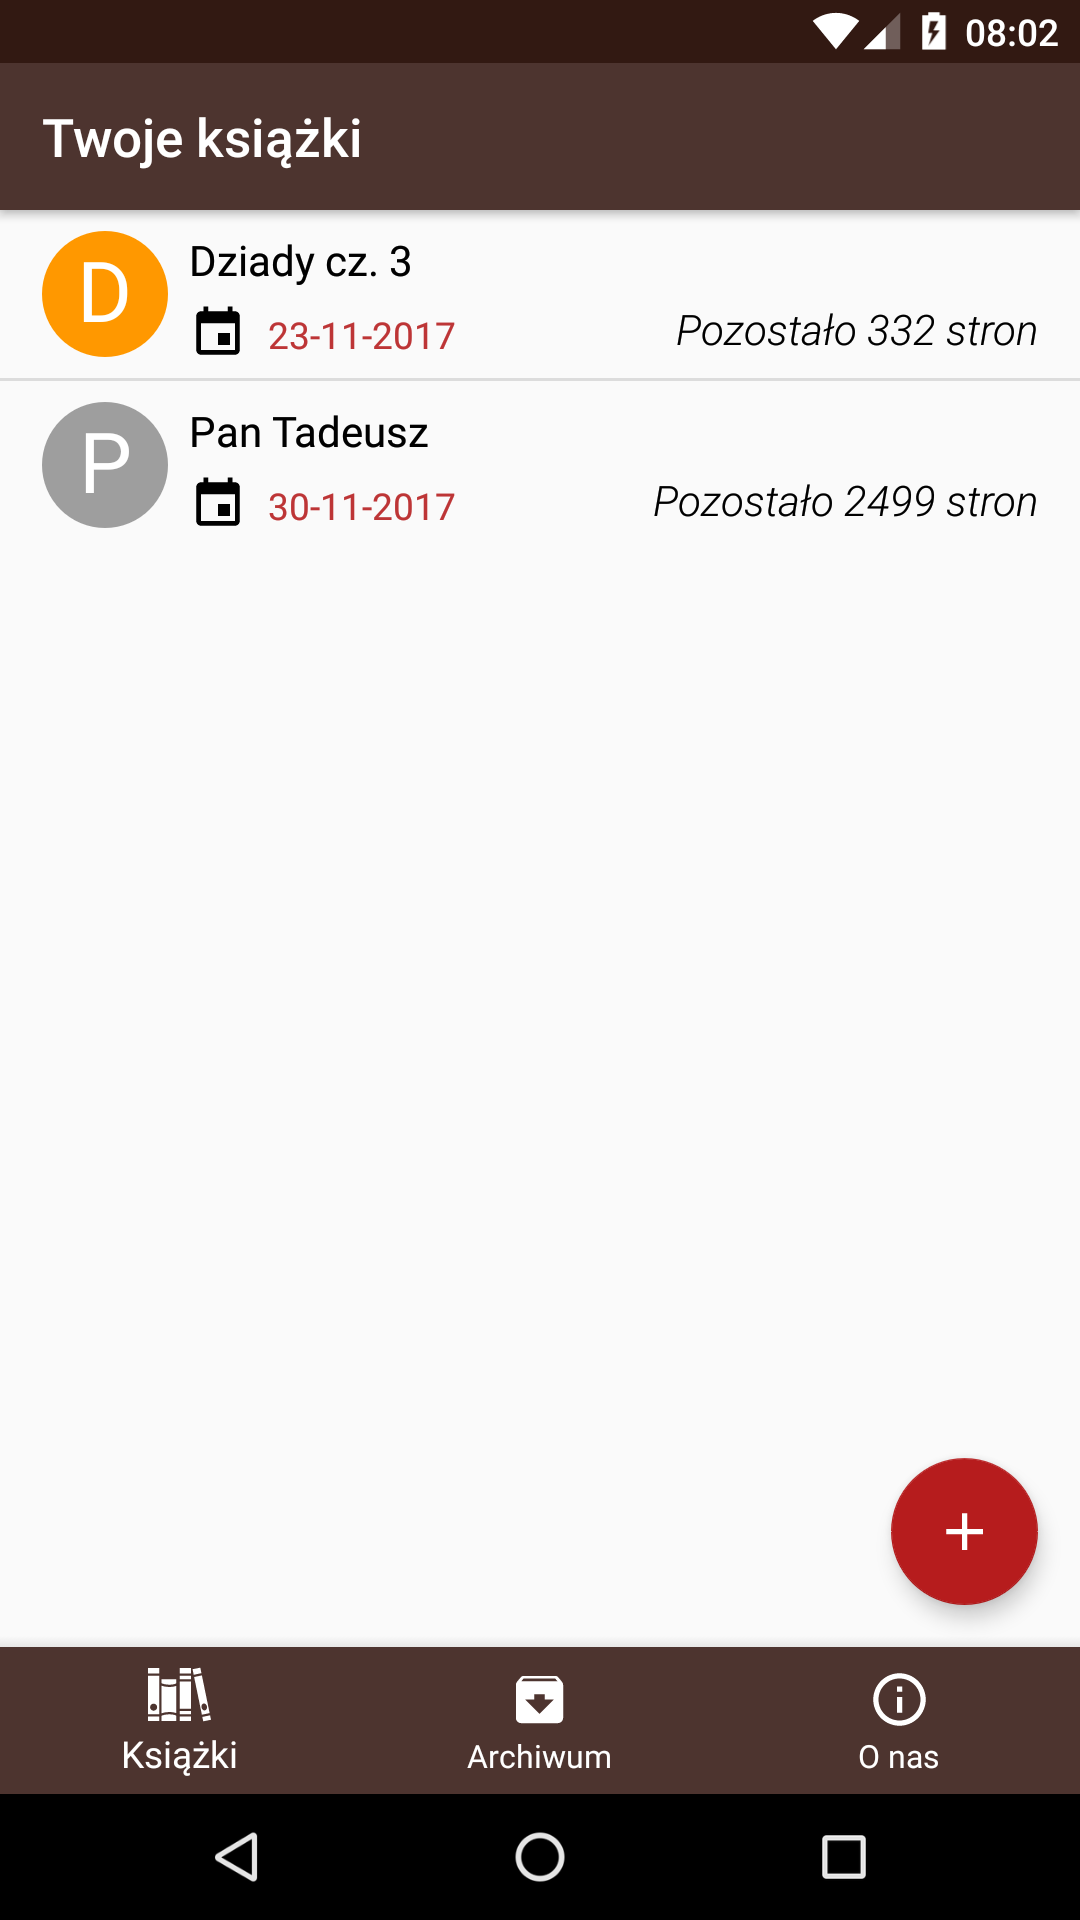 08:02
Twoje książki
D
Dziady cz. 3
23-11-2017
Pozostało 332 stron
P
Pan Tadeusz
30-11-2017
Pozostało 2499 stron
+
Książki
Archiwum
O nas